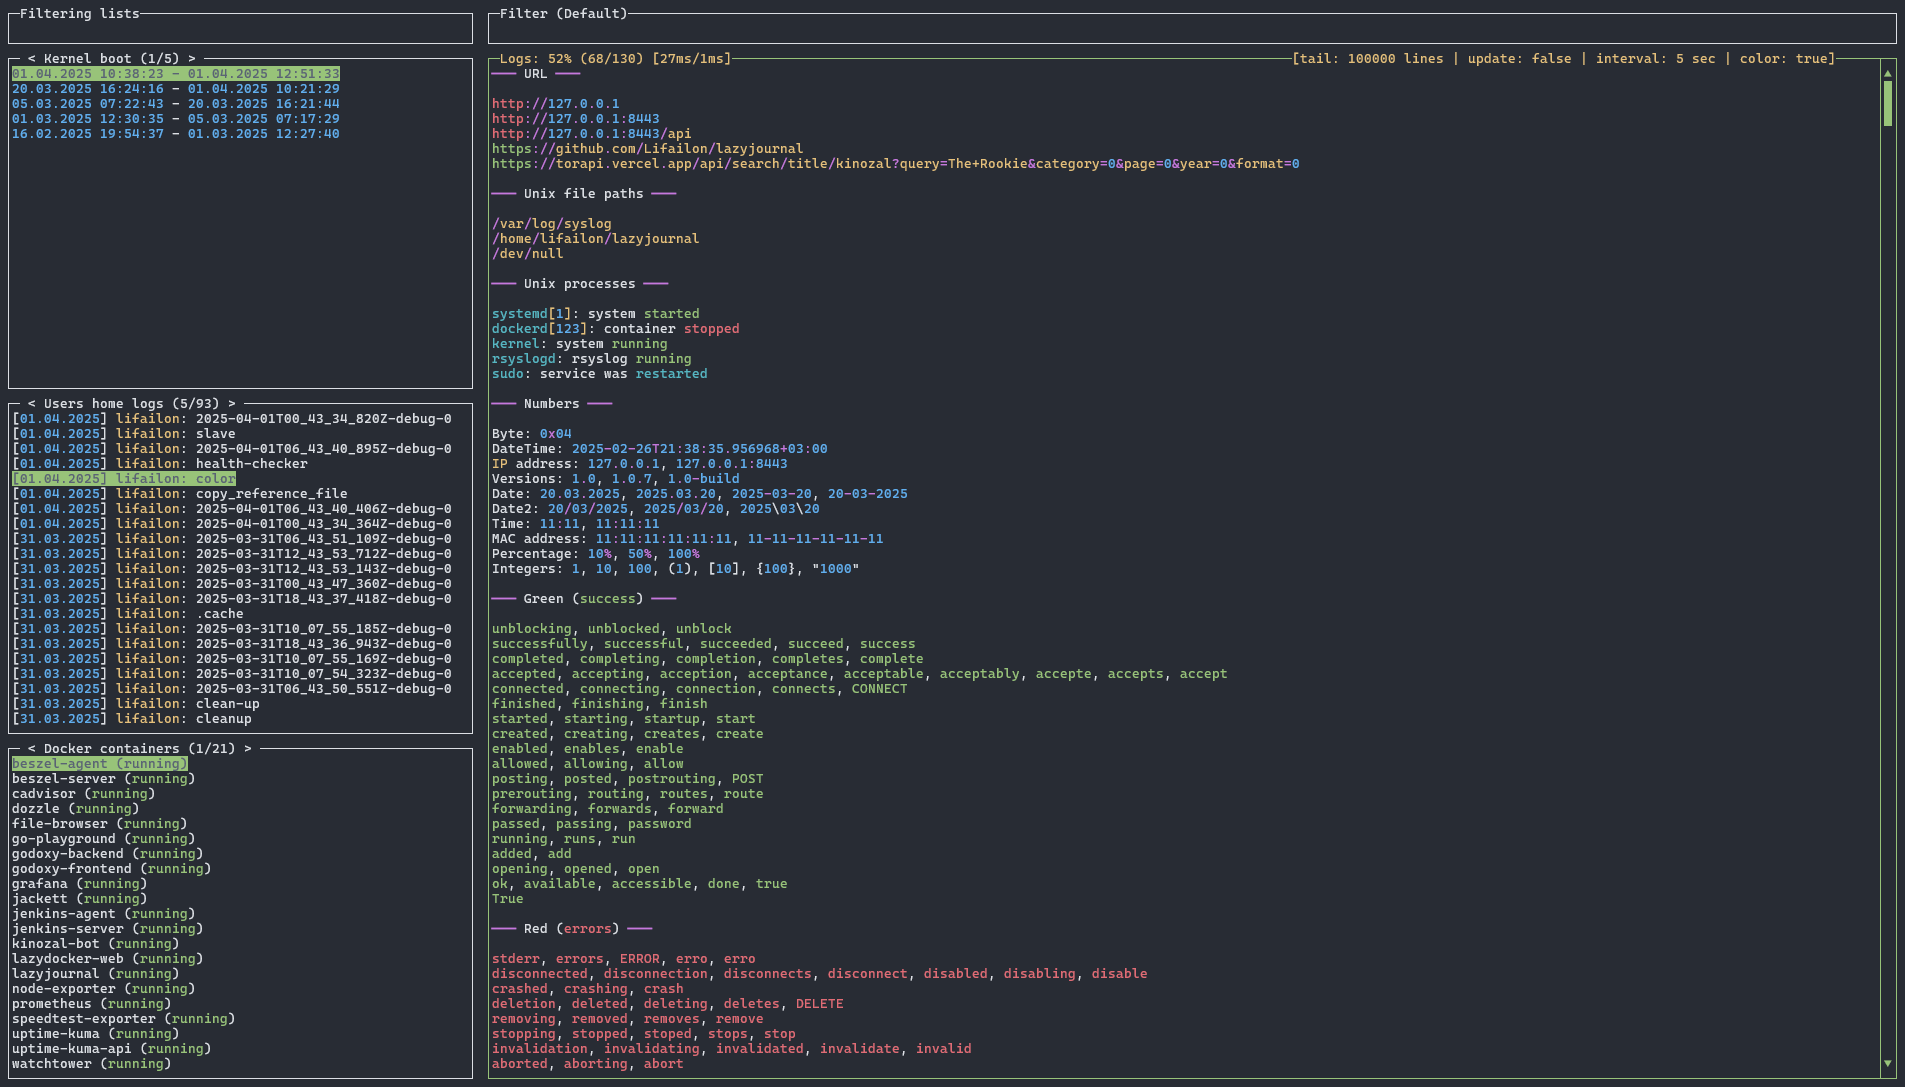 Filtering lists
< Kernel boot (1/5) >
01.04.2025 10:38:23 - 01.04.2025 12:51:33
20.03.2025 16:24:16 - 01.04.2025 10:21:29
05.03.2025 07:22:43 - 20.03.2025 16:21:44
01.03.2025 12:30:35 - 05.03.2025 07:17:29
16.02.2025 19:54:37 - 01.03.2025 12:27:40
< Users home logs (5/93) >
[01.04.2025] lifailon: 2025-04-01T00_43_34_820Z-debug-0
[01.04.2025] lifailon: slave
[01.04.2025] lifailon: 2025-04-01T06_43_40_895Z-debug-0
[01.04.2025] lifailon: health-checker
[01.04.2025] lifailon: color
[01.04.2025] lifailon: copy_reference_file
[01.04.2025] lifailon: 2025-04-01T06_43_40_406Z-debug-0
[01.04.2025] lifailon: 2025-04-01T00_43_34_364Z-debug-0
[31.03.2025] lifailon: 2025-03-31T06_43_51_109Z-debug-0
[31.03.2025] lifailon: 2025-03-31T12_43_53_712Z-debug-0
[31.03.2025] lifailon: 2025-03-31T12_43_53_143Z-debug-0
[31.03.2025] lifailon: 2025-03-31T00_43_47_360Z-debug-0
[31.03.2025] lifailon: 2025-03-31T18_43_37_418Z-debug-0
[31.03.2025] lifailon: .cache
[31.03.2025] lifailon: 2025-03-31T10_07_55_185Z-debug-0
[31.03.2025] lifailon: 2025-03-31T18_43_36_943Z-debug-0
[31.03.2025] lifailon: 2025-03-31T10_07_55_169Z-debug-0
[31.03.2025] lifailon: 2025-03-31T10_07_54_323Z-debug-0
[31.03.2025] lifailon: 2025-03-31T06_43_50_551Z-debug-0
[31.03.2025] lifailon: clean-up
[31.03.2025] lifailon: cleanup
< Docker containers (1/21) >
beszel-agent (running)
beszel-server (running)
cadvisor (running)
dozzle (running)
file-browser (running)
go-playground (running)
godoxy-backend (running)
godoxy-frontend (running)
grafana (running)
jackett (running)
jenkins-agent (running)
jenkins-server (running)
kinozal-bot (running)
lazydocker-web (running)
lazyjournal (running)
node-exporter (running)
prometheus (running)
speedtest-exporter (running)
uptime-kuma (running)
uptime-kuma-api (running)
watchtower (running)
Filter (Default)
Logs: 52% (68/130) [27ms/1ms] [tail: 100000 lines | update: false | interval: 5 sec | color: true]
─── URL ───
http://127.0.0.1
http://127.0.0.1:8443
http://127.0.0.1:8443/api
https://github.com/Lifailon/lazyjournal
https://torapi.vercel.app/api/search/title/kinozal?query=The+Rookie&category=0&page=0&year=0&format=0
─── Unix file paths ───
/var/log/syslog
/home/lifailon/lazyjournal
/dev/null
─── Unix processes ───
systemd[1]: system started
dockerd[123]: container stopped
kernel: system running
rsyslogd: rsyslog running
sudo: service was restarted
─── Numbers ───
Byte: 0x04
DateTime: 2025-02-26T21:38:35.956968+03:00
IP address: 127.0.0.1, 127.0.0.1:8443
Versions: 1.0, 1.0.7, 1.0-build
Date: 20.03.2025, 2025.03.20, 2025-03-20, 20-03-2025
Date2: 20/03/2025, 2025/03/20, 2025\03\20
Time: 11:11, 11:11:11
MAC address: 11:11:11:11:11:11, 11-11-11-11-11-11
Percentage: 10%, 50%, 100%
Integers: 1, 10, 100, (1), [10], {100}, "1000"
─── Green (success) ───
unblocking, unblocked, unblock
successfully, successful, succeeded, succeed, success
completed, completing, completion, completes, complete
accepted, accepting, acception, acceptance, acceptable, acceptably, accepte, accepts, accept
connected, connecting, connection, connects, CONNECT
finished, finishing, finish
started, starting, startup, start
created, creating, creates, create
enabled, enables, enable
allowed, allowing, allow
posting, posted, postrouting, POST
prerouting, routing, routes, route
forwarding, forwards, forward
passed, passing, password
running, runs, run
added, add
opening, opened, open
ok, available, accessible, done, true
True
─── Red (errors) ───
stderr, errors, ERROR, erro, erro
disconnected, disconnection, disconnects, disconnect, disabled, disabling, disable
crashed, crashing, crash
deletion, deleted, deleting, deletes, DELETE
removing, removed, removes, remove
stopping, stopped, stoped, stops, stop
invalidation, invalidating, invalidated, invalidate, invalid
aborted, aborting, abort